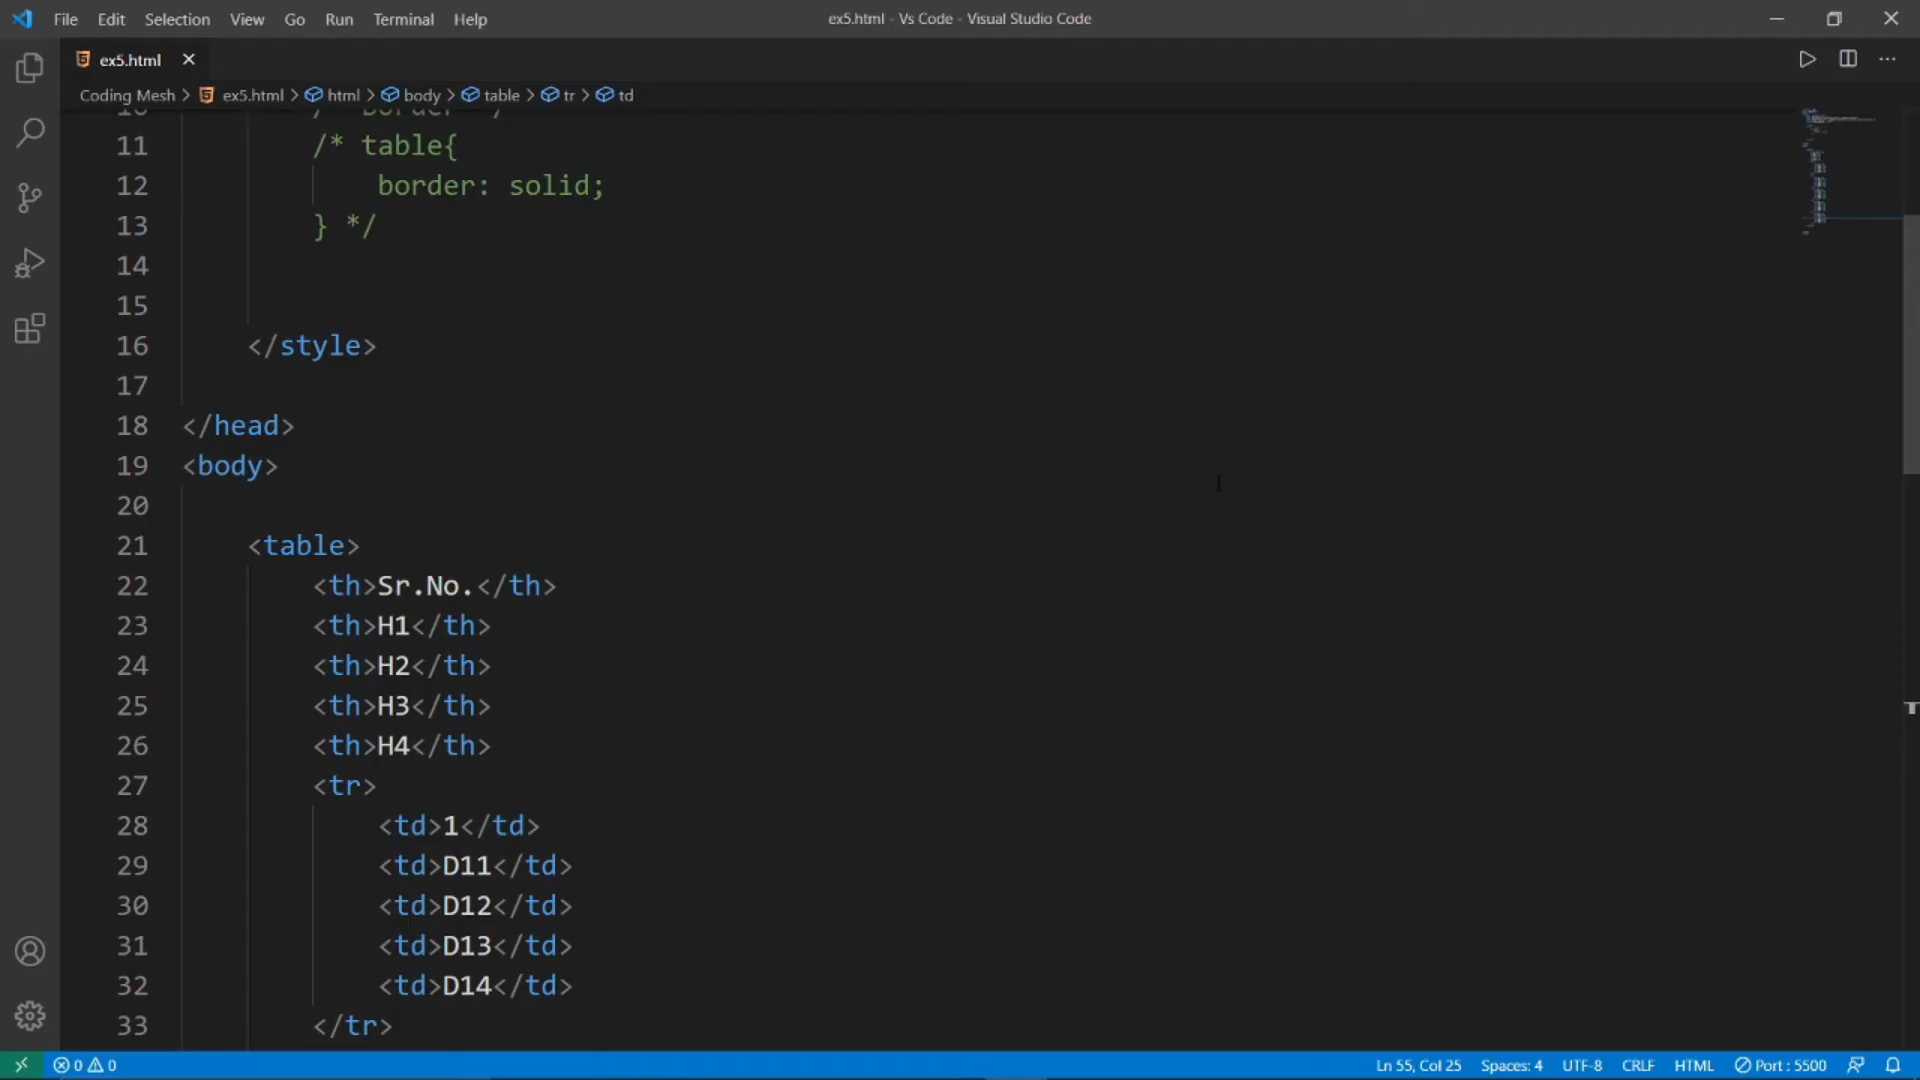 File Edit Selection View Go Run Terminal Help
ex5.html - Vs Code - Visual Studio Code
ex5.html
Coding Mesh > ex5.html > html > body > table > tr > td
11 /* table{
12 border: solid;
13 } */
14
15
16 </style>
17
18 </head>
19 <body>
20
21 <table>
22 <th>Sr.No.</th>
23 <th>H1</th>
24 <th>H2</th>
25 <th>H3</th>
26 <th>H4</th>
27 <tr>
28 <td>1</td>
29 <td>D11</td>
30 <td>D12</td>
31 <td>D13</td>
32 <td>D14</td>
33 </tr>
0 0 Ln 55, Col 25 Spaces: 4 UTF-8 CRLF HTML Port : 5500